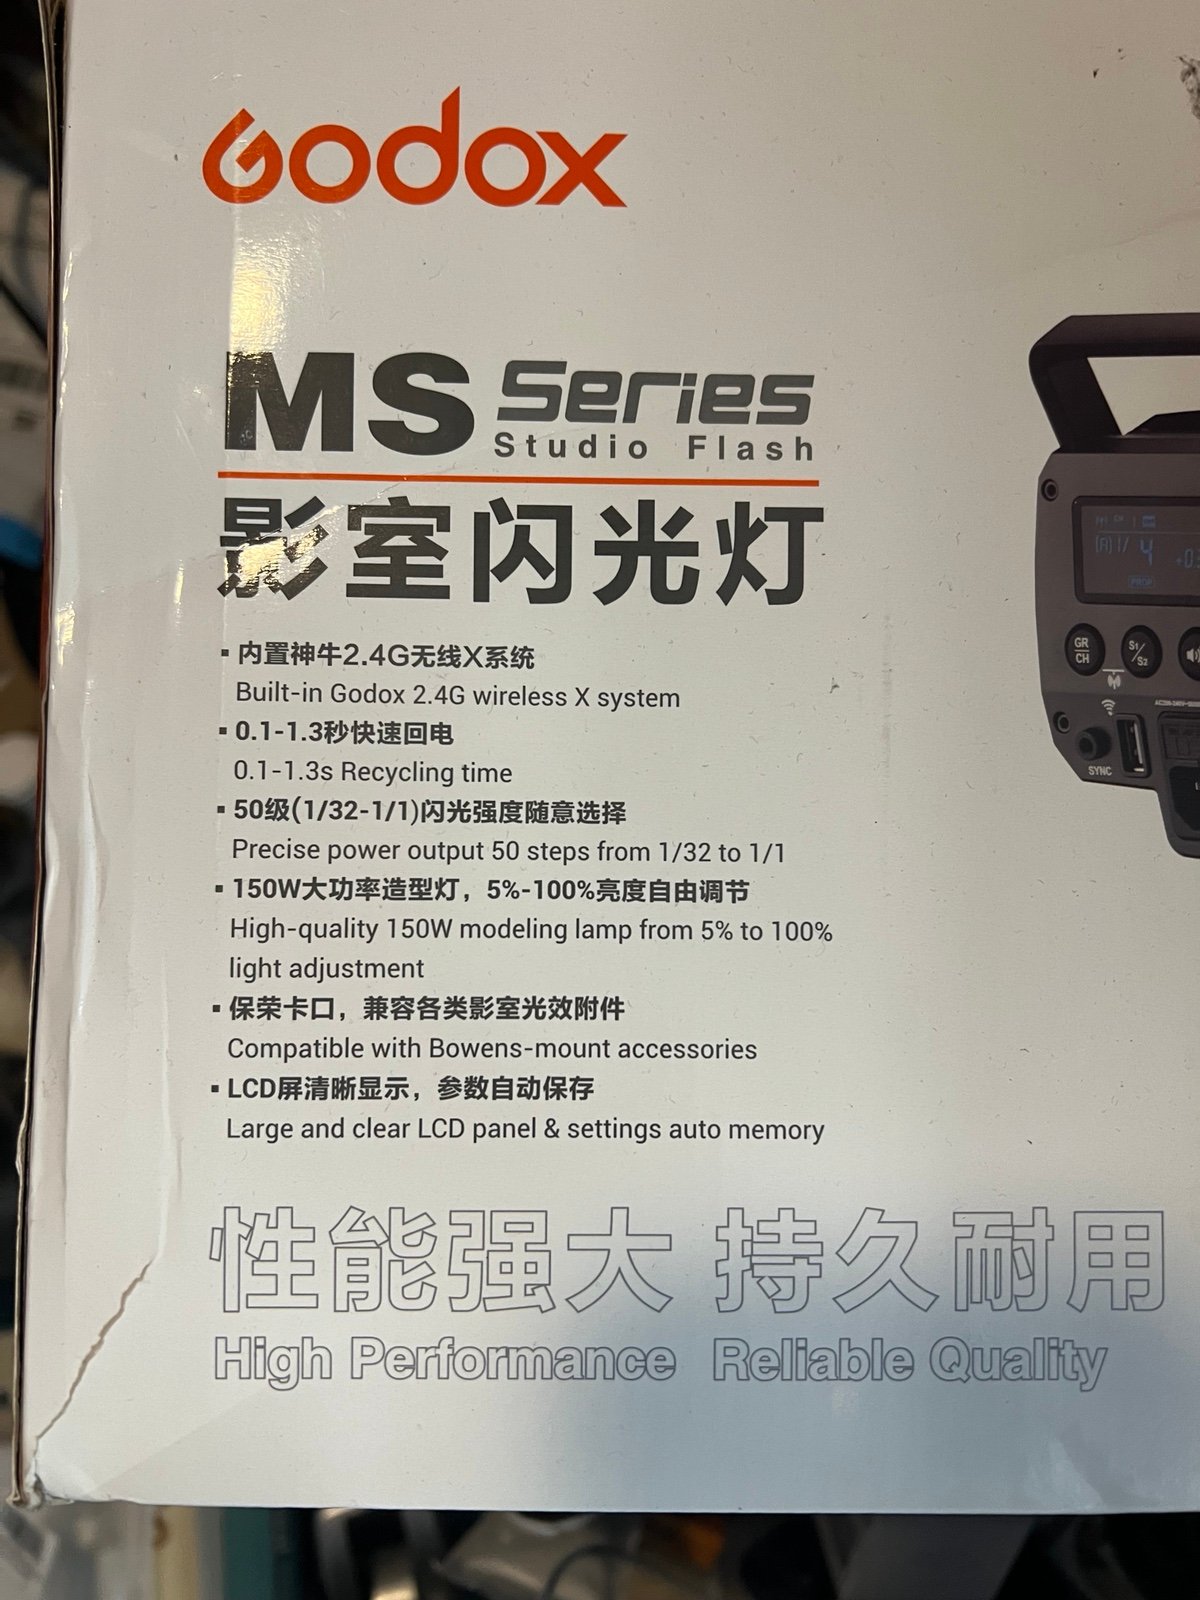 Godox
MS Series
Studio Flash
影室闪光灯
▪ 内置神牛2.4G无线X系统
Built-in Godox 2.4G wireless X system
▪ 0.1-1.3秒快速回电
0.1-1.3s Recycling time
▪ 50级(1/32-1/1)闪光强度随意选择
Precise power output 50 steps from 1/32 to 1/1
▪ 150W大功率造型灯，5%-100%亮度自由调节
High-quality 150W modeling lamp from 5% to 100%
light adjustment
▪ 保荣卡口，兼容各类影室光效附件
Compatible with Bowens-mount accessories
▪ LCD屏清晰显示，参数自动保存
Large and clear LCD panel & settings auto memory
性能强大 持久耐用
High Performance Reliable Quality
1/ 4
PROP
GR
CH
S1/S2
SYNC